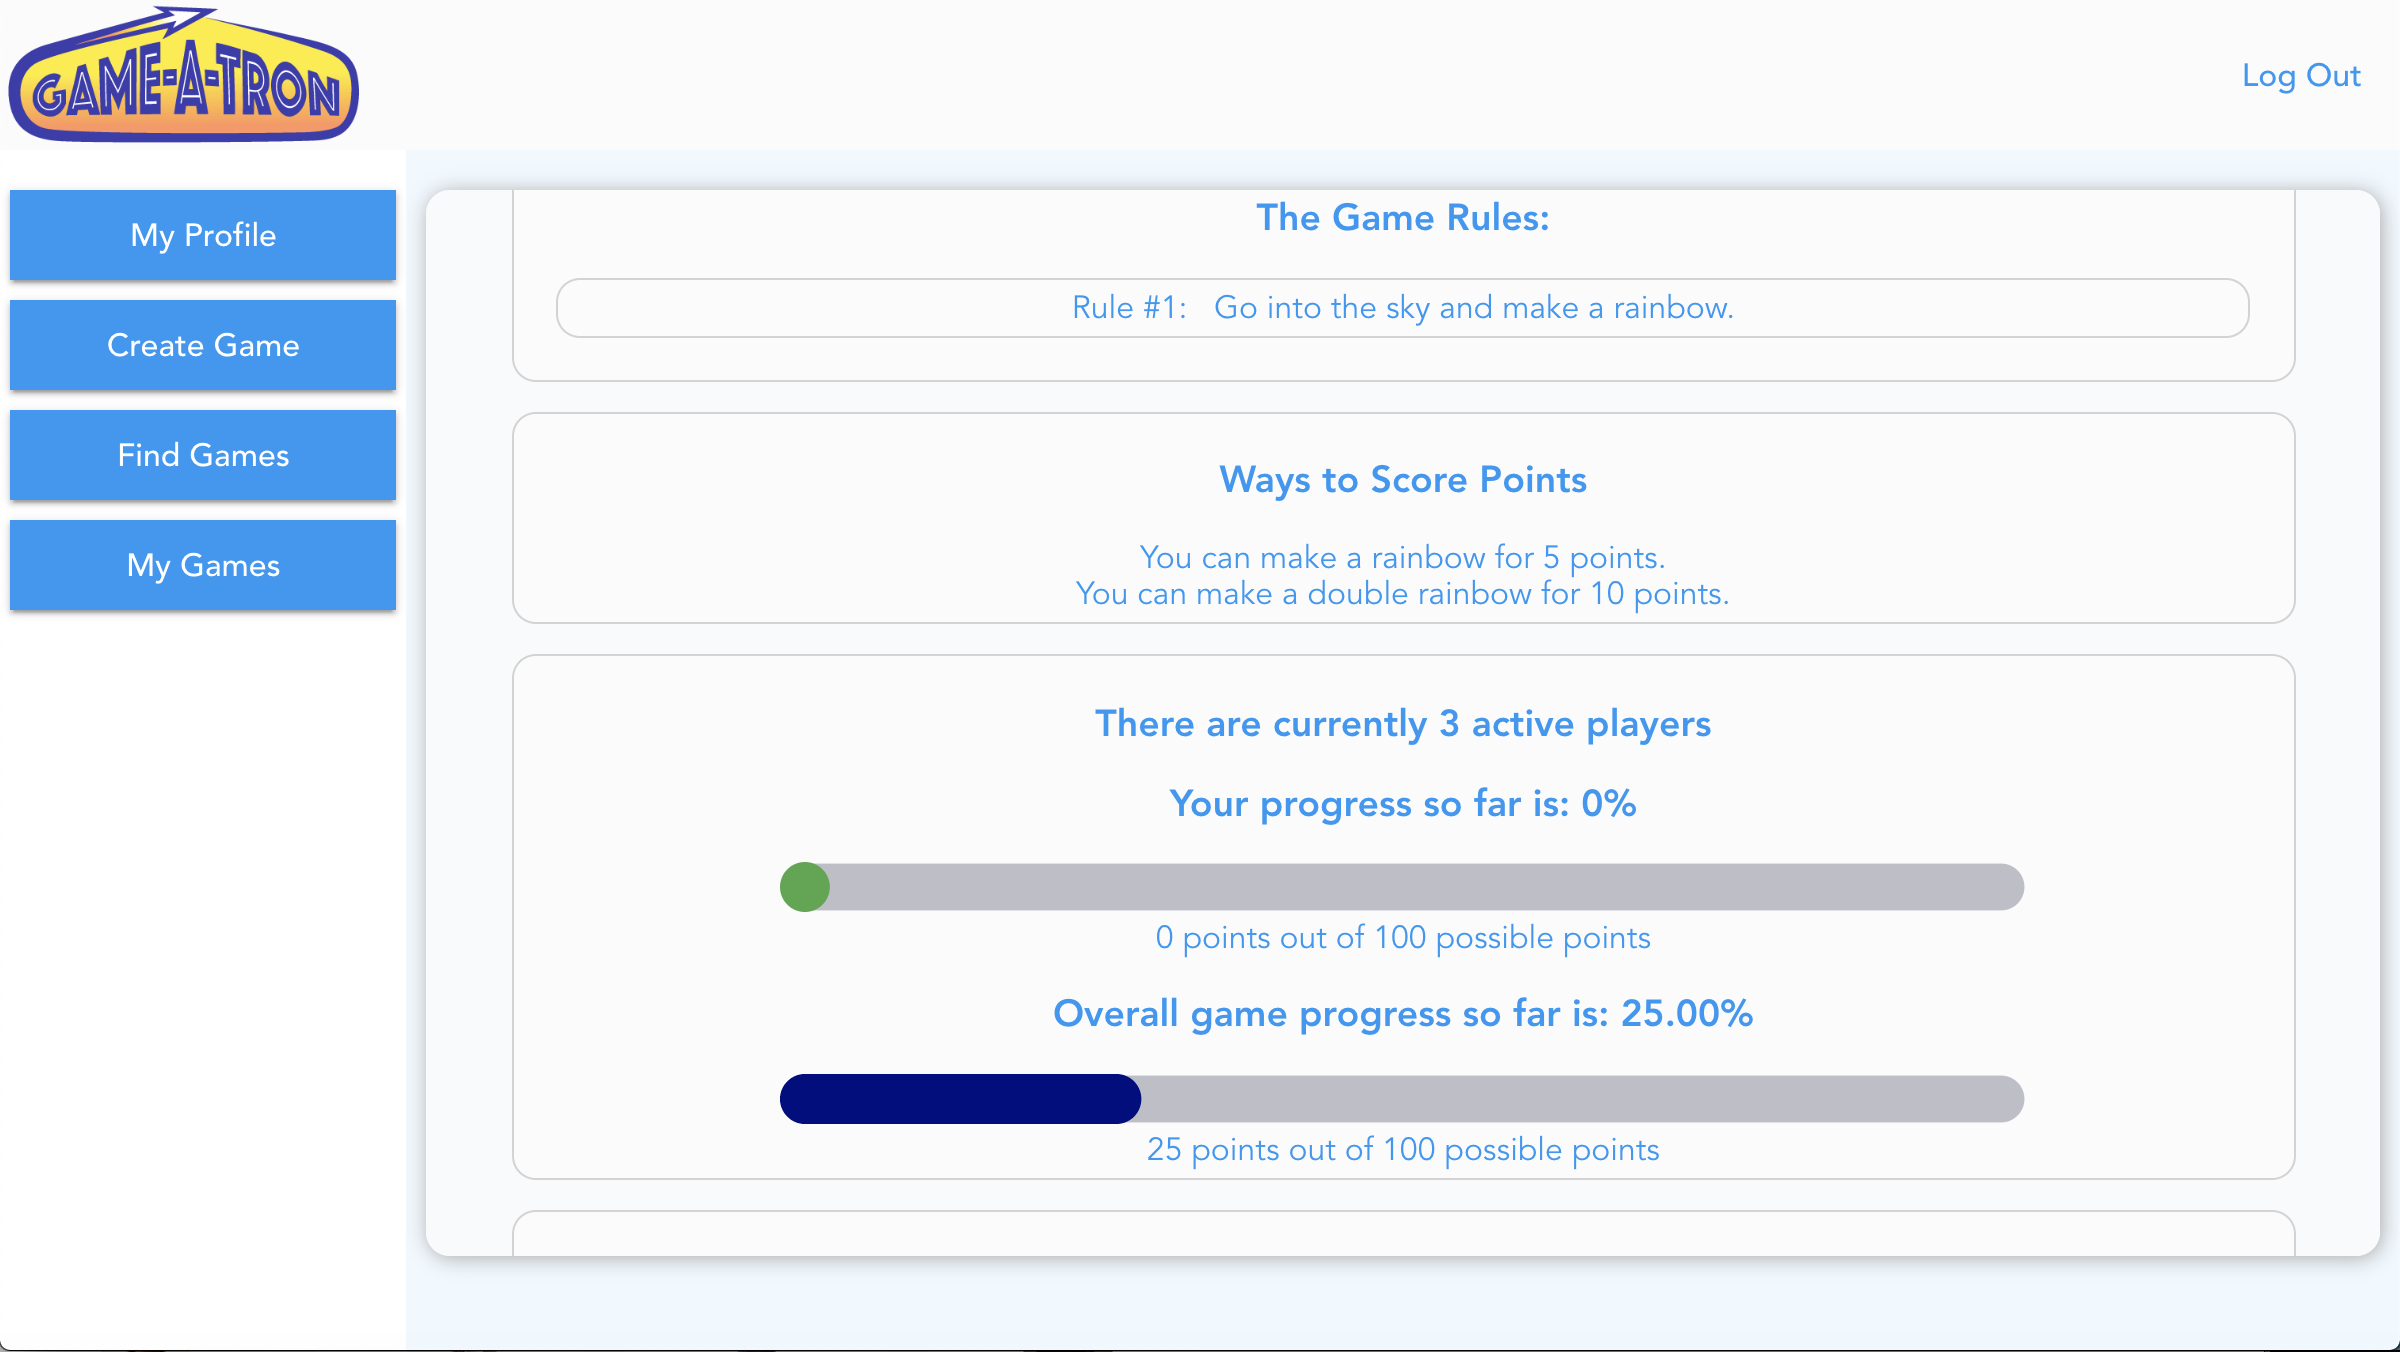 GAME-A-TRON
Log Out
My Profile
Create Game
Find Games
My Games
The Game Rules:
Rule #1: Go into the sky and make a rainbow.
Ways to Score Points
You can make a rainbow for 5 points.
You can make a double rainbow for 10 points.
There are currently 3 active players
Your progress so far is: 0%
0 points out of 100 possible points
Overall game progress so far is: 25.00%
25 points out of 100 possible points